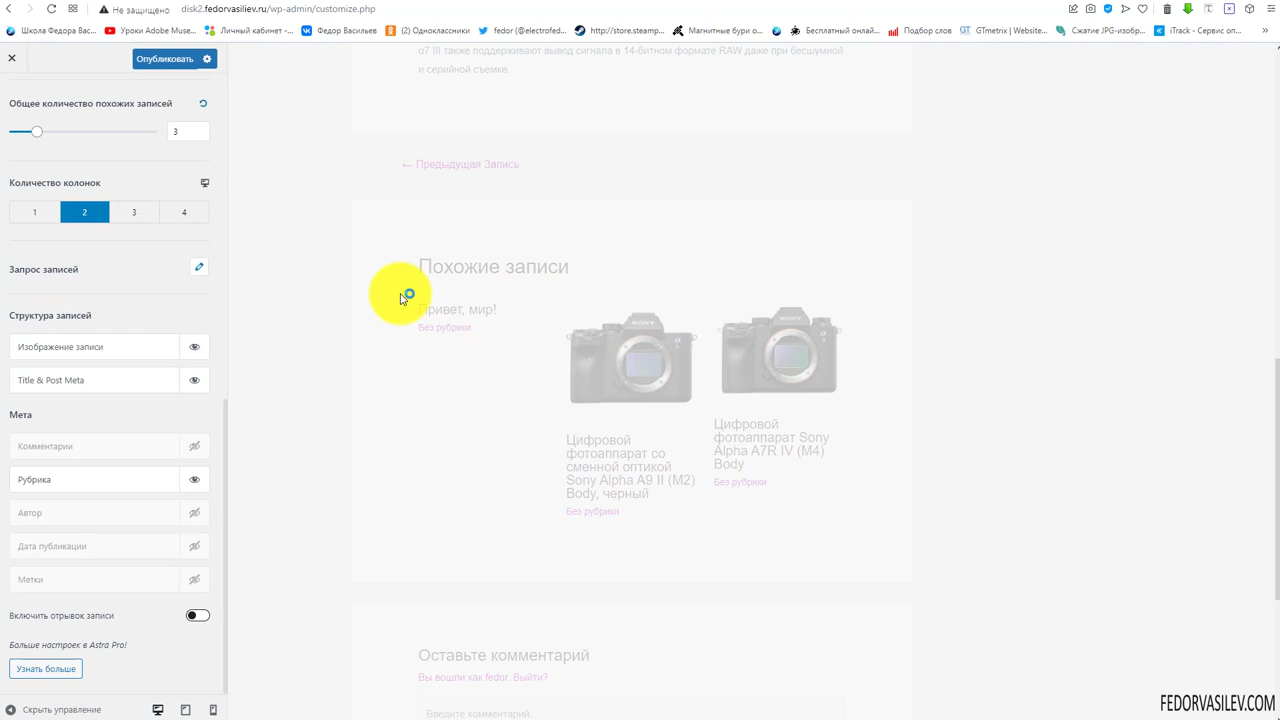 Не защищено disk2.fedorvasiliev.ru/wp-admin/customize.php
Школа Федора Вас...
Уроки Adobe Muse...
Личный кабинет -...
Федор Васильев
(2) Одноклассники
fedor (@electrofed...
http://store.steamp...
Магнитные бури о...
Бесплатный онлай...
Подбор слов
GTmetrix | Website...
Сжатие JPG-изобр...
iTrack - Сервис оп...
Опубликовать
Общее количество похожих записей
3
Количество колонок
1 2 3 4
Запрос записей
Структура записей
Изображение записи
Title & Post Meta
Мета
Комментарии
Рубрика
Автор
Дата публикации
Метки
Включить отрывок записи
Больше настроек в Astra Pro!
Узнать больше
Скрыть управление
α7 III также поддерживают вывод сигнала в 14-битном формате RAW даже при бесшумной
и серийной съемке.
← Предыдущая Запись
Похожие записи
Привет, мир!
Без рубрики
SONY
Цифровой
фотоаппарат со
сменной оптикой
Sony Alpha A9 II (M2)
Body, черный
Без рубрики
SONY
Цифровой
фотоаппарат Sony
Alpha A7R IV (M4)
Body
Без рубрики
Оставьте комментарий
Вы вошли как fedor. Выйти?
Введите комментарий...
FEDORVASILEV.COM